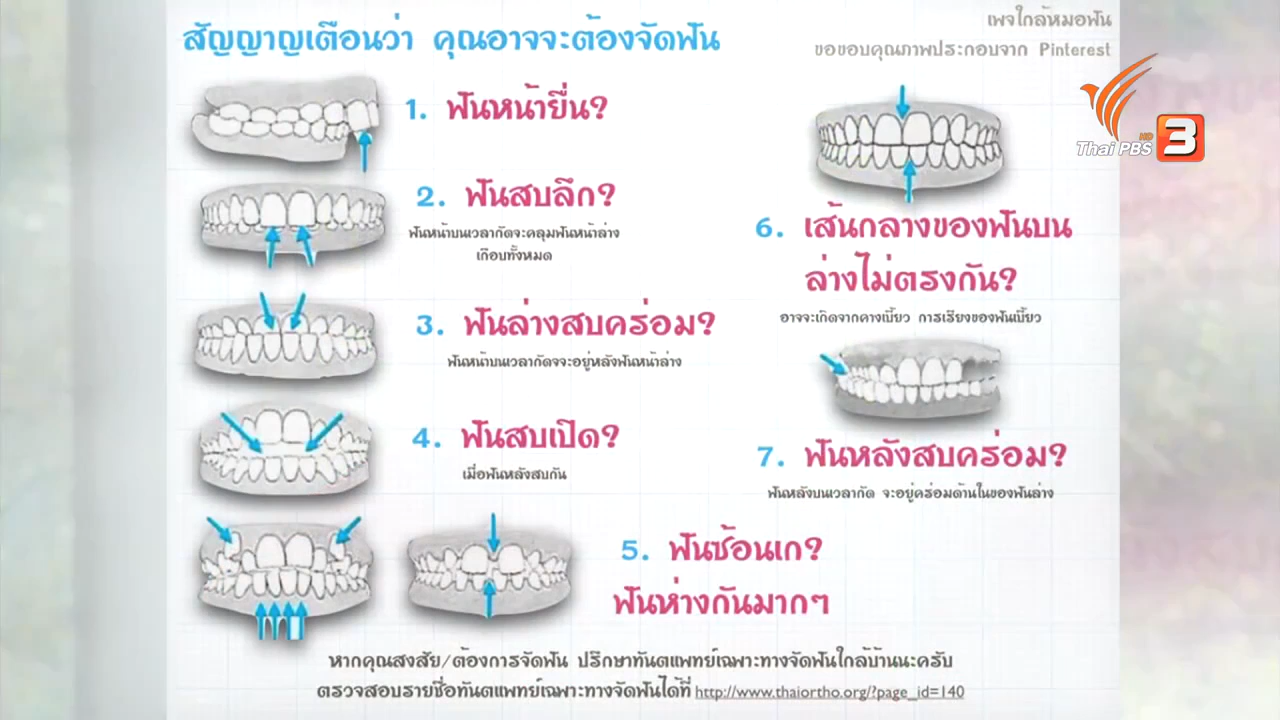 สัญญาญเตือนว่า คุณอาจจะต้องจัดฟัน
เพจใกล้หมอฟัน
ขอขอบคุณภาพประกอบจาก Pinterest
HD
Thai PBS 3
1. ฟันหน้ายื่น?
2. ฟันสบลึก?
ฟันหน้าบนเวลากัดจะคลุมฟันหน้าล่าง
เกือบทั้งหมด
3. ฟันล่างสบคร่อม?
ฟันหน้าบนเวลากัดจจะอยู่หลังฟันหน้าล่าง
4. ฟันสบเปิด?
เมื่อฟันหลังสบกัน
5. ฟันซ้อนเก?
ฟันห่างกันมากๆ
6. เส้นกลางของฟันบน
ล่างไม่ตรงกัน?
อาจจะเกิดจากคางเบี้ยว การเรียงของฟันเบี้ยว
7. ฟันหลังสบคร่อม?
ฟันหลังบนเวลากัด จะอยู่คร่อมด้านในของฟันล่าง
หากคุณสงสัย/ต้องการจัดฟัน ปรึกษาทันตแพทย์เฉพาะทางจัดฟันใกล้บ้านนะครับ
ตรวจสอบรายชื่อทันตแพทย์เฉพาะทางจัดฟันได้ที่ http://www.thaiortho.org/?page_id=140